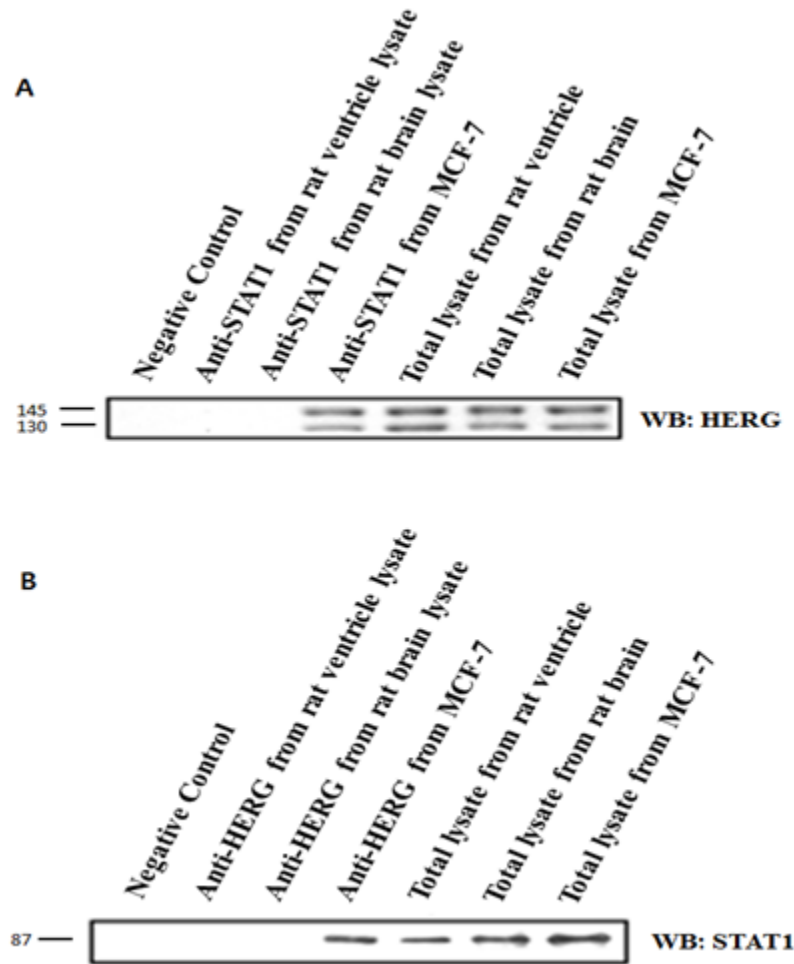 A
Negative Control
Anti-STAT1 from rat ventricle lysate
Anti-STAT1 from rat brain lysate
Anti-STAT1 from MCF-7
Total lysate from rat ventricle
Total lysate from rat brain
Total lysate from MCF-7
145
130
WB: HERG
B
Negative Control
Anti-HERG from rat ventricle lysate
Anti-HERG from rat brain lysate
Anti-HERG from MCF-7
Total lysate from rat ventricle
Total lysate from rat brain
Total lysate from MCF-7
87
WB: STAT1